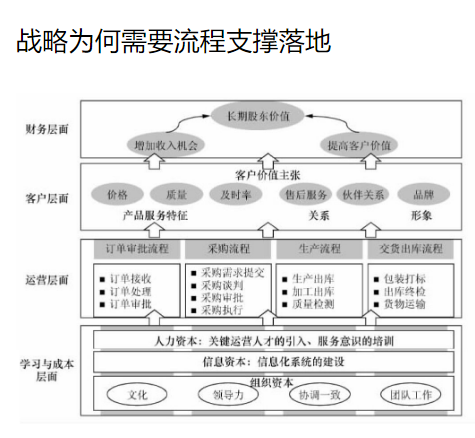 战略为何需要流程支撑落地
长期股东价值
财务层面
增加收入机会
提高客户价值
客户价值主张
客户层面
价格
质量
及时率
售后服务
伙伴关系
品牌
产品服务特征
关系
形象
订单审批流程
采购流程
生产流程
交货出库流程
运营层面
■ 订单接收
■ 订单处理
■ 订单审批
■ 采购需求提交
■ 采购谈判
■ 采购审批
■ 采购执行
■ 生产出库
■ 加工出库
■ 质量检测
■ 包装打标
■ 出库终检
■ 货物运输
学习与成本
层面
人力资本：关键运营人才的引入、服务意识的培训
信息资本：信息化系统的建设
组织资本
文化
领导力
协调一致
团队工作